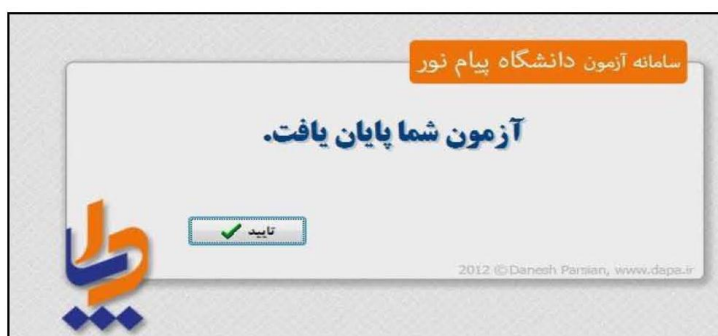 سامانه آزمون دانشگاه پیام نور
آزمون شما پایان یافت.
تایید
2012 © Danesh Parsian, www.dapa.ir